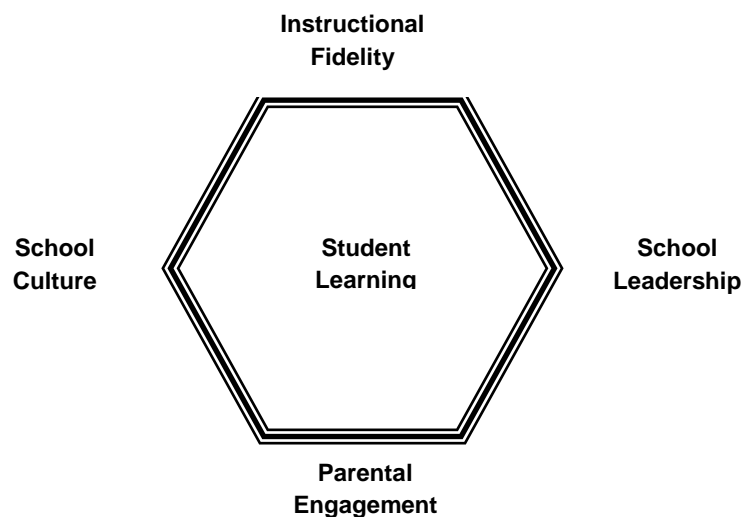 Instructional
Fidelity
School
Culture
Student
Learning
School
Leadership
Parental
Engagement